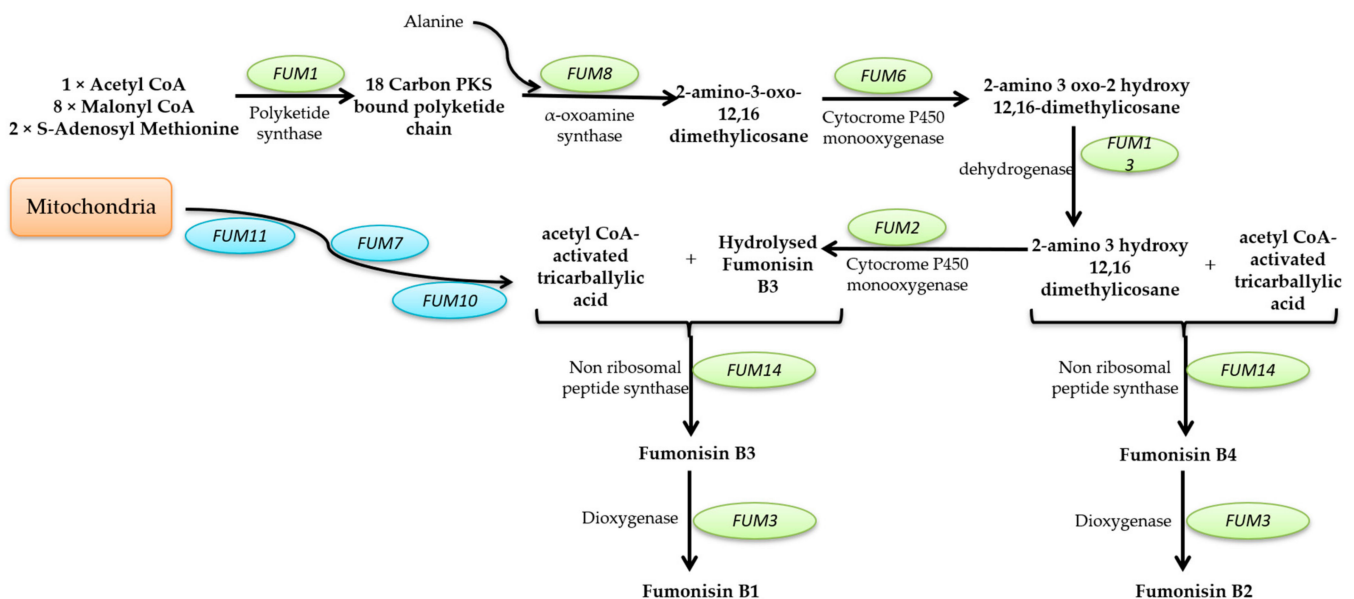 Alanine
1 × Acetyl CoA
8 × Malonyl CoA
2 × S-Adenosyl Methionine
FUM1
Polyketide
synthase
18 Carbon PKS
bound polyketide
chain
FUM8
α-oxoamine
synthase
2-amino-3-oxo-
12,16
dimethylicosane
FUM6
Cytocrome P450
monooxygenase
2-amino 3 oxo-2 hydroxy
12,16-dimethylicosane
dehydrogenase
FUM1
3
Mitochondria
FUM11
FUM7
FUM10
acetyl CoA-
activated
tricarballylic
acid
+
Hydrolysed
Fumonisin
B3
FUM2
Cytocrome P450
monooxygenase
2-amino 3 hydroxy
12,16
dimethylicosane
+
acetyl CoA-
activated
tricarballylic
acid
Non ribosomal
peptide synthase
FUM14
Non ribosomal
peptide synthase
FUM14
Fumonisin B3
Fumonisin B4
Dioxygenase
FUM3
Dioxygenase
FUM3
Fumonisin B1
Fumonisin B2